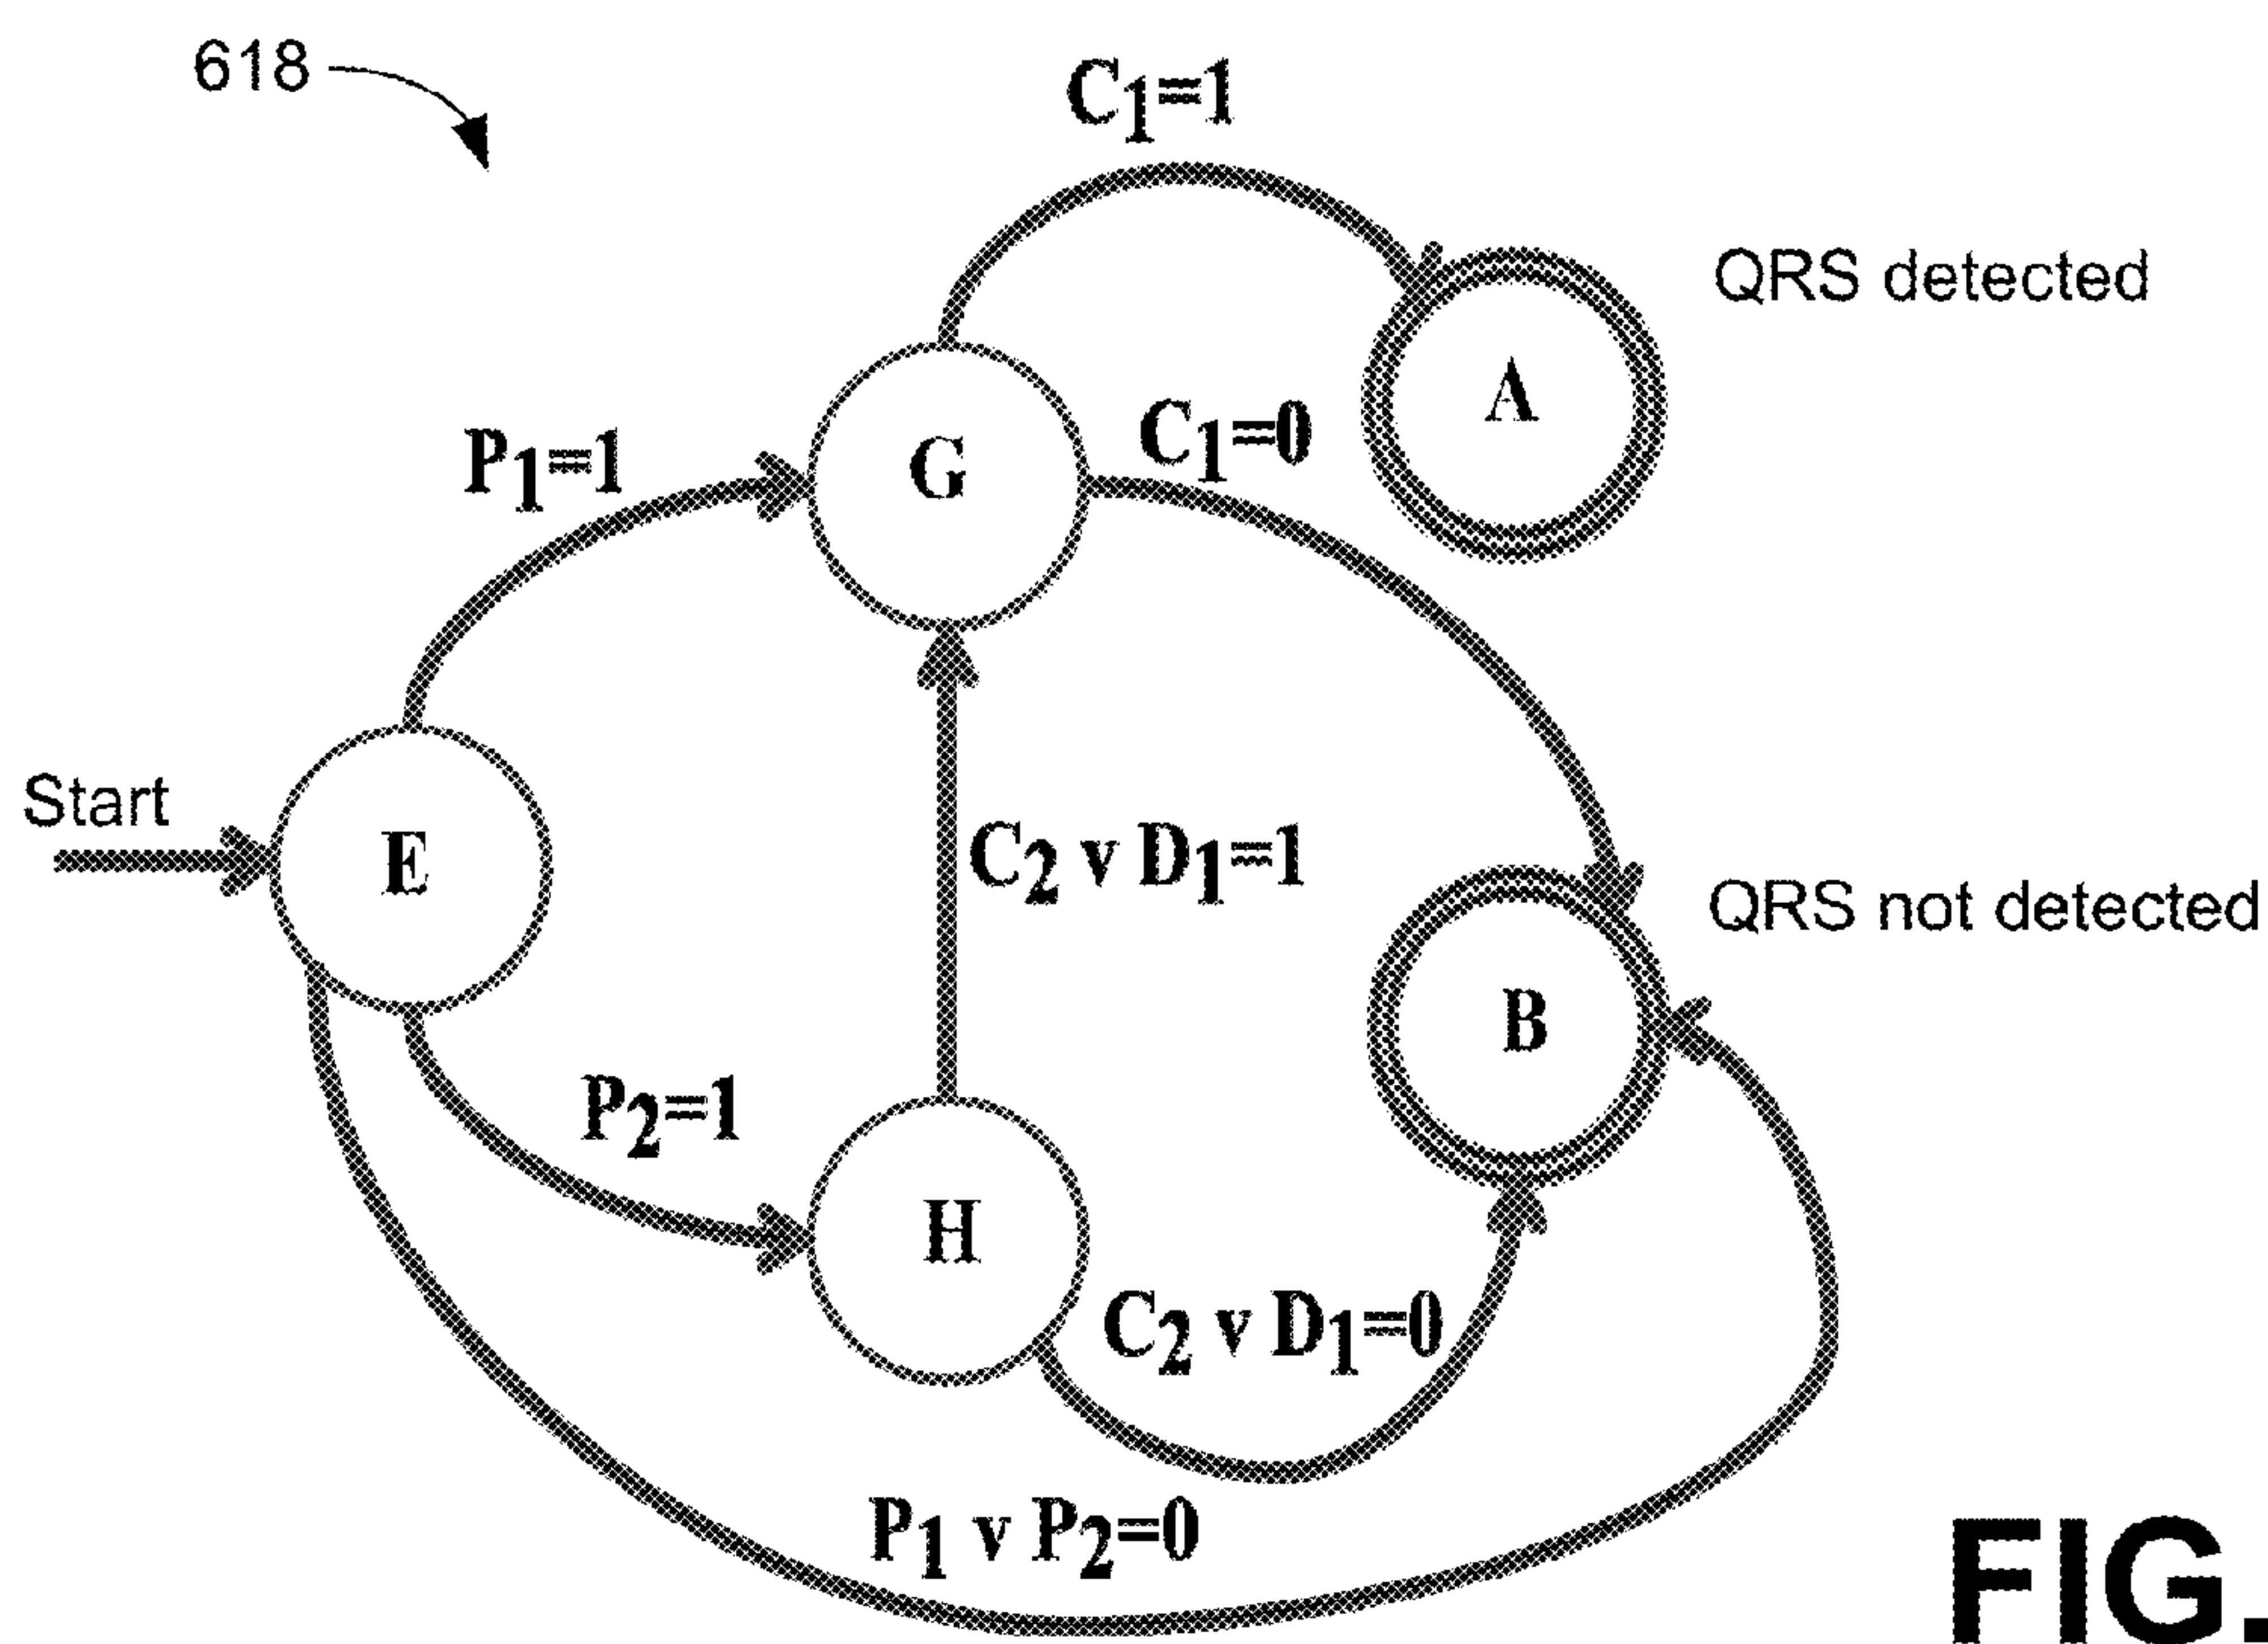 618
C1=1
QRS detected
A
C1=0
P1=1
G
Start
E
C2 v D1=1
QRS not detected
B
P2=1
H
C2 v D1=0
P1 v P2=0
FIG.